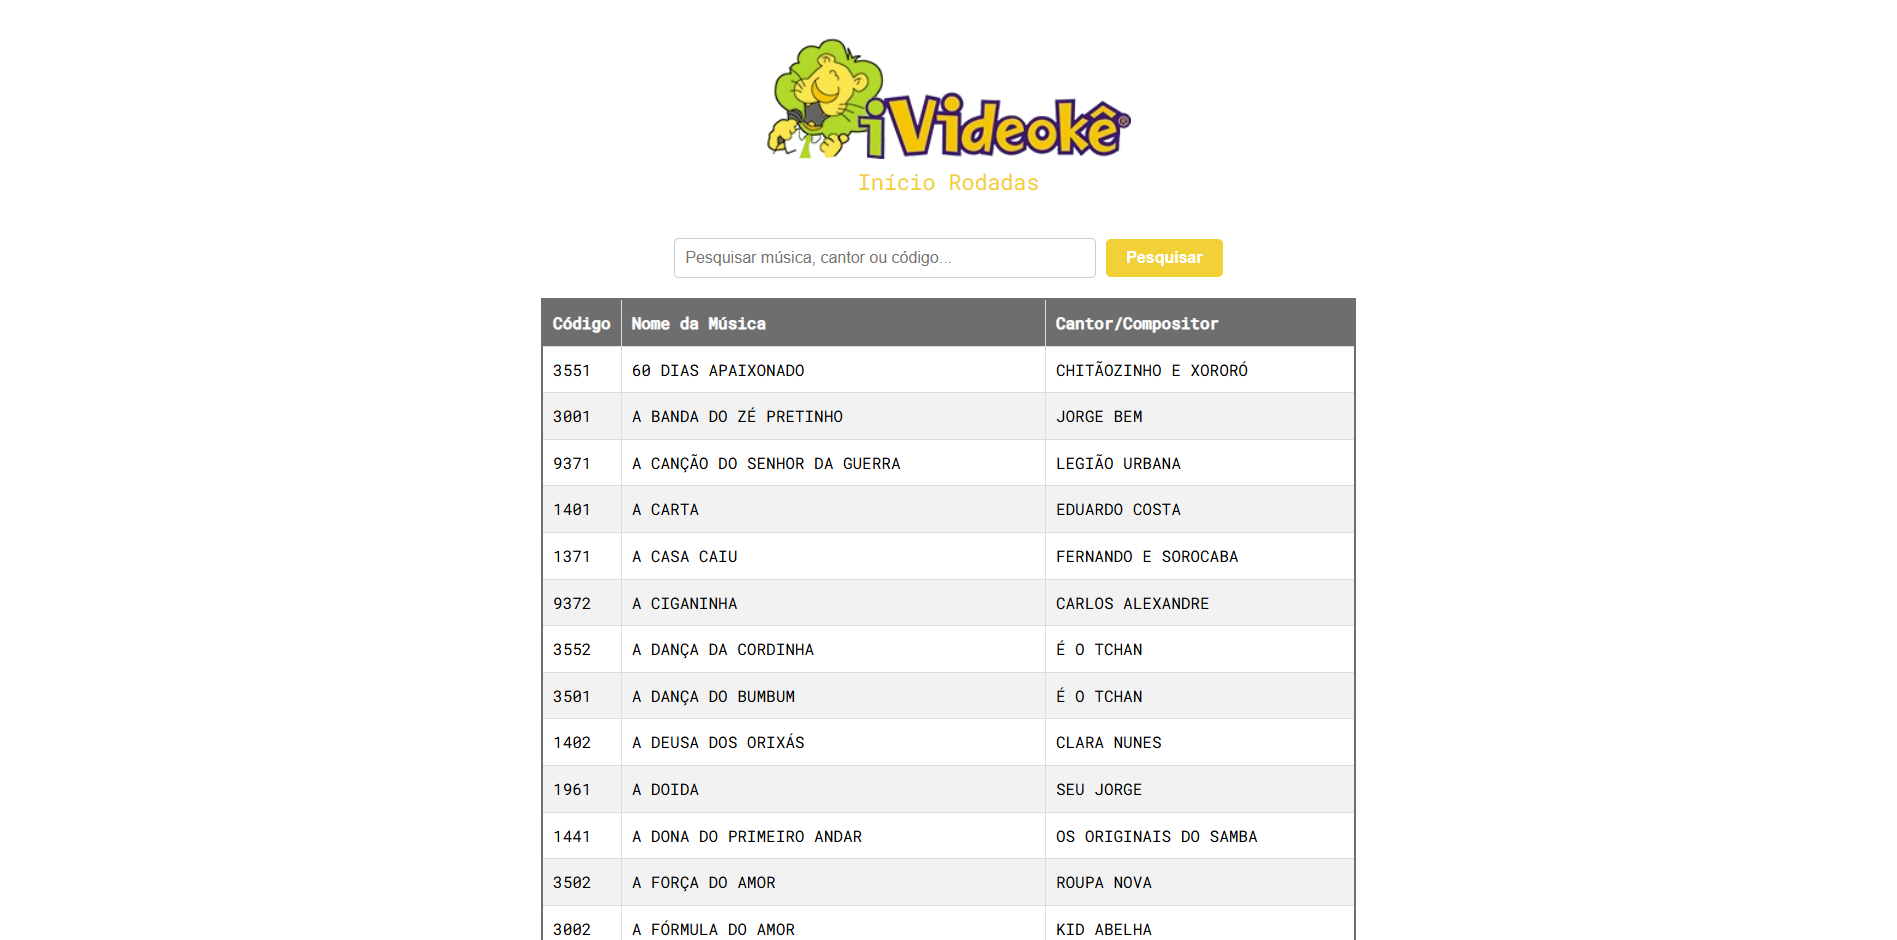 iVideokê®
Início Rodadas
Pesquisar música, cantor ou código... Pesquisar
Código Nome da Música Cantor/Compositor
3551 60 DIAS APAIXONADO CHITÃOZINHO E XORORÓ
3001 A BANDA DO ZÉ PRETINHO JORGE BEM
9371 A CANÇÃO DO SENHOR DA GUERRA LEGIÃO URBANA
1401 A CARTA EDUARDO COSTA
1371 A CASA CAIU FERNANDO E SOROCABA
9372 A CIGANINHA CARLOS ALEXANDRE
3552 A DANÇA DA CORDINHA É O TCHAN
3501 A DANÇA DO BUMBUM É O TCHAN
1402 A DEUSA DOS ORIXÁS CLARA NUNES
1961 A DOIDA SEU JORGE
1441 A DONA DO PRIMEIRO ANDAR OS ORIGINAIS DO SAMBA
3502 A FORÇA DO AMOR ROUPA NOVA
3002 A FÓRMULA DO AMOR KID ABELHA